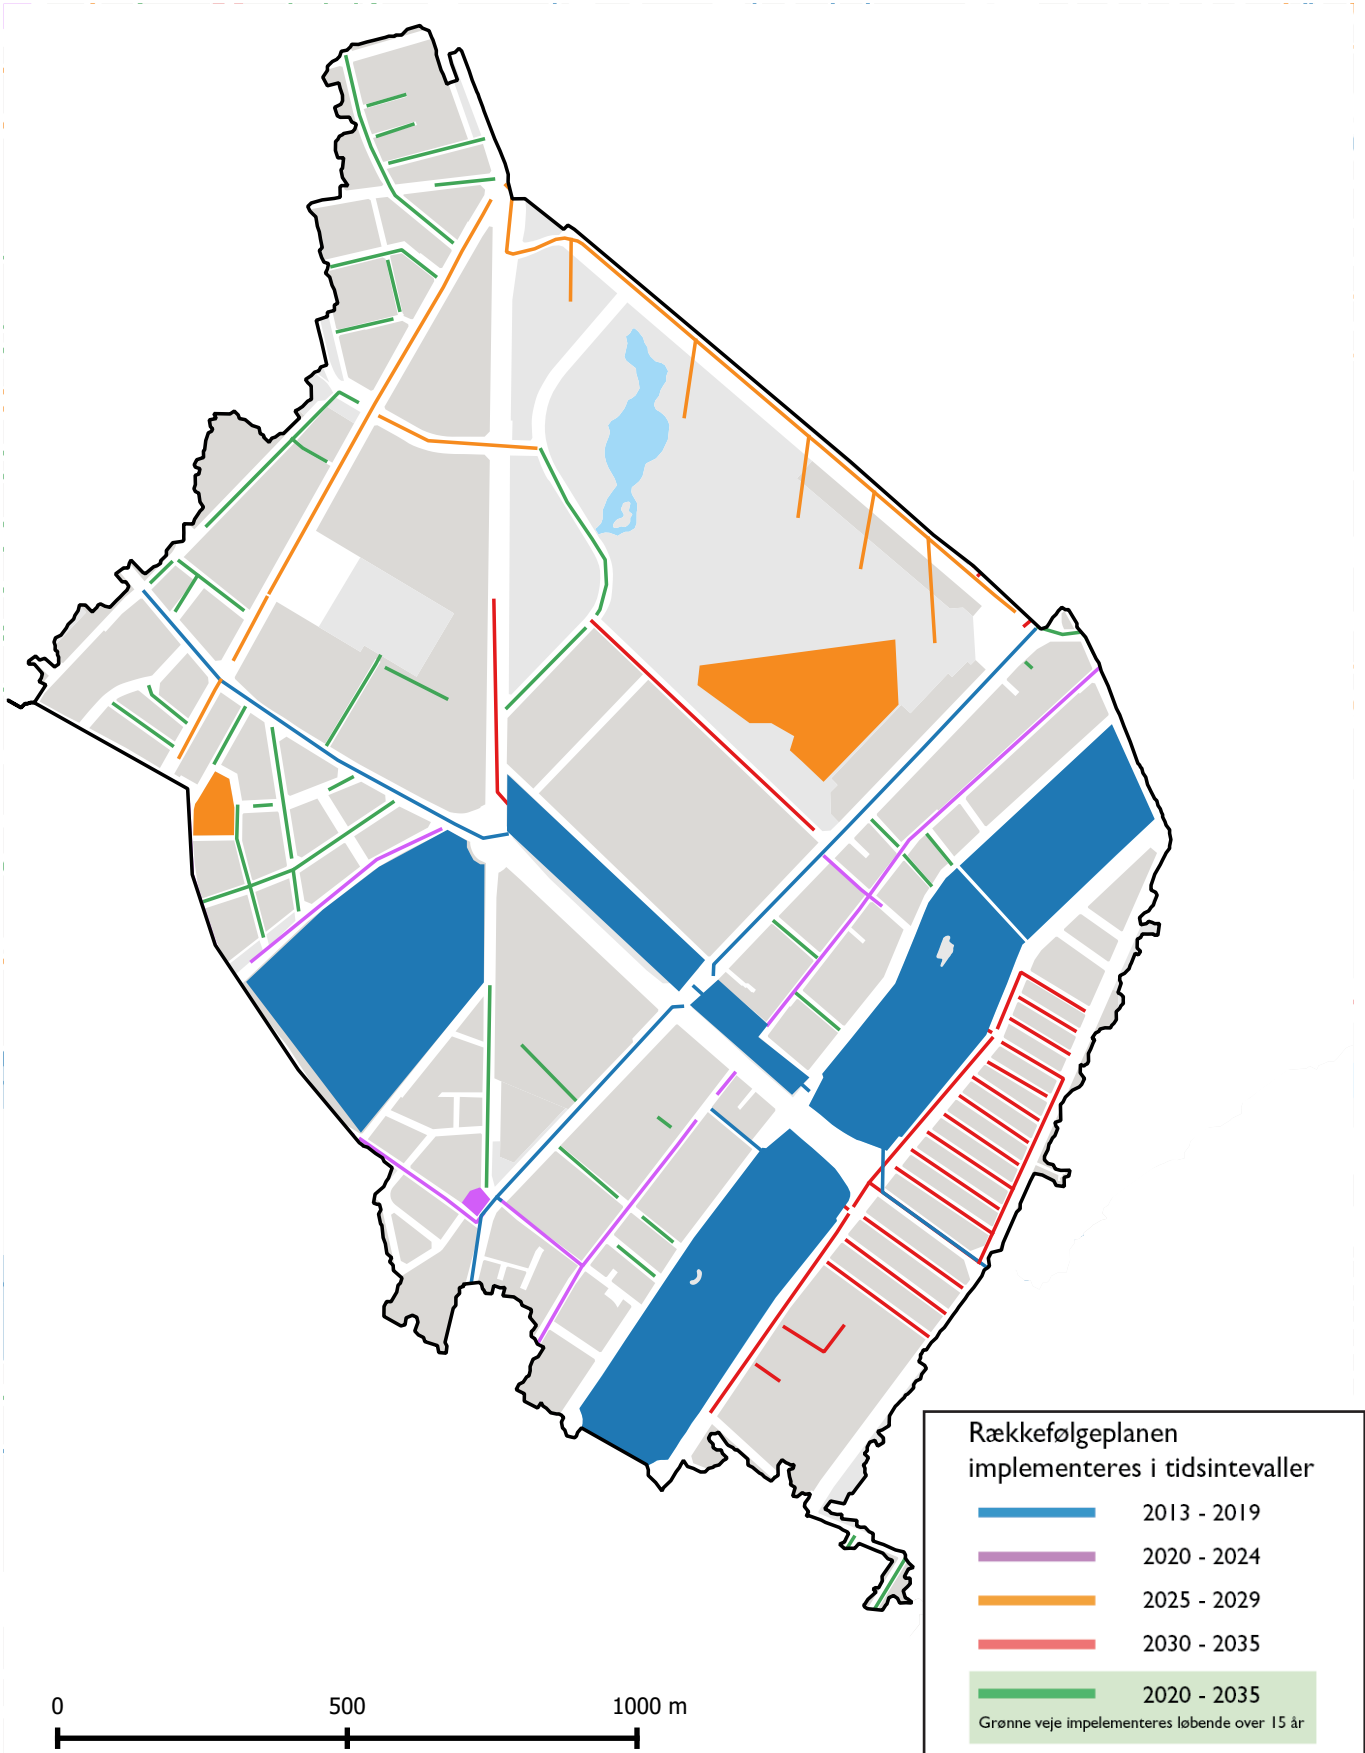 Rækkefølgeplanen
implementeres i tidsintevaller
2013 - 2019
2020 - 2024
2025 - 2029
2030 - 2035
2020 - 2035
Grønne veje impelementeres løbende over 15 år
0 500 1000 m